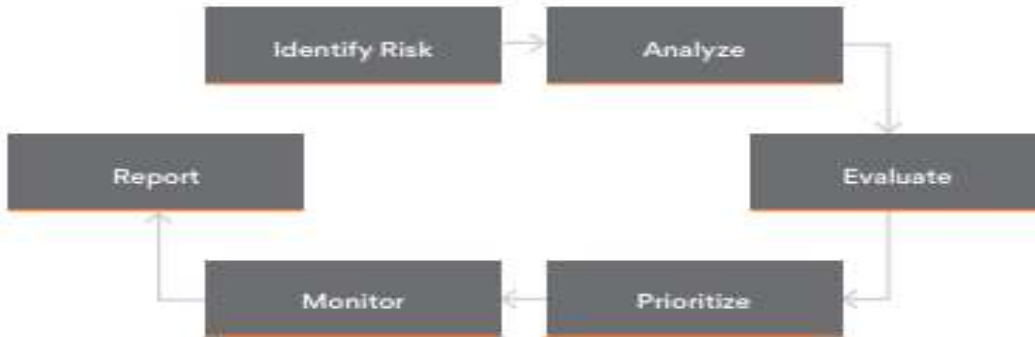 Identify Risk
Analyze
Evaluate
Prioritize
Monitor
Report